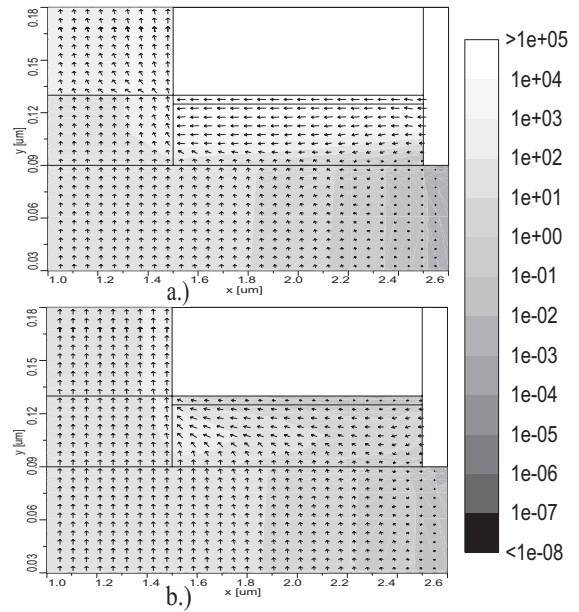 0.18
0.15
0.12
0.09
0.06
0.03
y [um]
1.0 1.2 1.4 1.6 1.8 2.0 2.2 2.4 2.6
x [um]
a.)
0.18
0.15
0.12
0.09
0.06
0.03
y [um]
1.0 1.2 1.4 1.6 1.8 2.0 2.2 2.4 2.6
x [um]
b.)
>1e+05
1e+04
1e+03
1e+02
1e+01
1e+00
1e-01
1e-02
1e-03
1e-04
1e-05
1e-06
1e-07
<1e-08